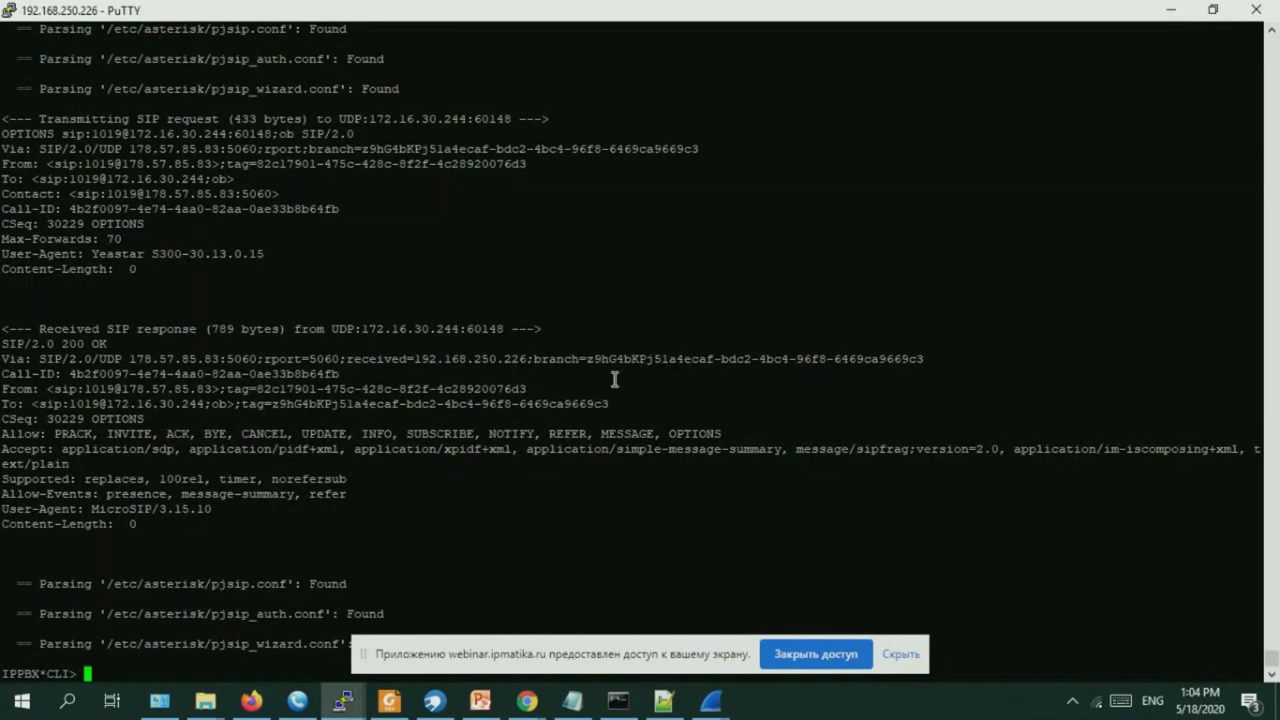 192.168.250.226 - PuTTY
== Parsing '/etc/asterisk/pjsip.conf': Found
== Parsing '/etc/asterisk/pjsip_auth.conf': Found
== Parsing '/etc/asterisk/pjsip_wizard.conf': Found
<--- Transmitting SIP request (433 bytes) to UDP:172.16.30.244:60148 --->
OPTIONS sip:1019@172.16.30.244:60148;ob SIP/2.0
Via: SIP/2.0/UDP 178.57.85.83:5060;rport;branch=z9hG4bKPj51a4ecaf-bdc2-4bc4-96f8-6469ca9669c3
From: <sip:1019@178.57.85.83>;tag=82c17901-475c-428c-8f2f-4c28920076d3
To: <sip:1019@172.16.30.244;ob>
Contact: <sip:1019@178.57.85.83:5060>
Call-ID: 4b2f0097-4e74-4aa0-82aa-0ae33b8b64fb
CSeq: 30229 OPTIONS
Max-Forwards: 70
User-Agent: Yeastar S300-30.13.0.15
Content-Length:  0
<--- Received SIP response (789 bytes) from UDP:172.16.30.244:60148 --->
SIP/2.0 200 OK
Via: SIP/2.0/UDP 178.57.85.83:5060;rport=5060;received=192.168.250.226;branch=z9hG4bKPj51a4ecaf-bdc2-4bc4-96f8-6469ca9669c3
Call-ID: 4b2f0097-4e74-4aa0-82aa-0ae33b8b64fb
From: <sip:1019@178.57.85.83>;tag=82c17901-475c-428c-8f2f-4c28920076d3
To: <sip:1019@172.16.30.244;ob>;tag=z9hG4bKPj51a4ecaf-bdc2-4bc4-96f8-6469ca9669c3
CSeq: 30229 OPTIONS
Allow: PRACK, INVITE, ACK, BYE, CANCEL, UPDATE, INFO, SUBSCRIBE, NOTIFY, REFER, MESSAGE, OPTIONS
Accept: application/sdp, application/pidf+xml, application/xpidf+xml, application/simple-message-summary, message/sipfrag;version=2.0, application/im-iscomposing+xml, t
ext/plain
Supported: replaces, 100rel, timer, norefersub
Allow-Events: presence, message-summary, refer
User-Agent: MicroSIP/3.15.10
Content-Length:  0
== Parsing '/etc/asterisk/pjsip.conf': Found
== Parsing '/etc/asterisk/pjsip_auth.conf': Found
== Parsing '/etc/asterisk/pjsip_wizard.conf'
Приложению webinar.ipmatika.ru предоставлен доступ к вашему экрану.
Закрыть доступ
Скрыть
IPPBX*CLI>
ENG
1:04 PM
5/18/2020
3